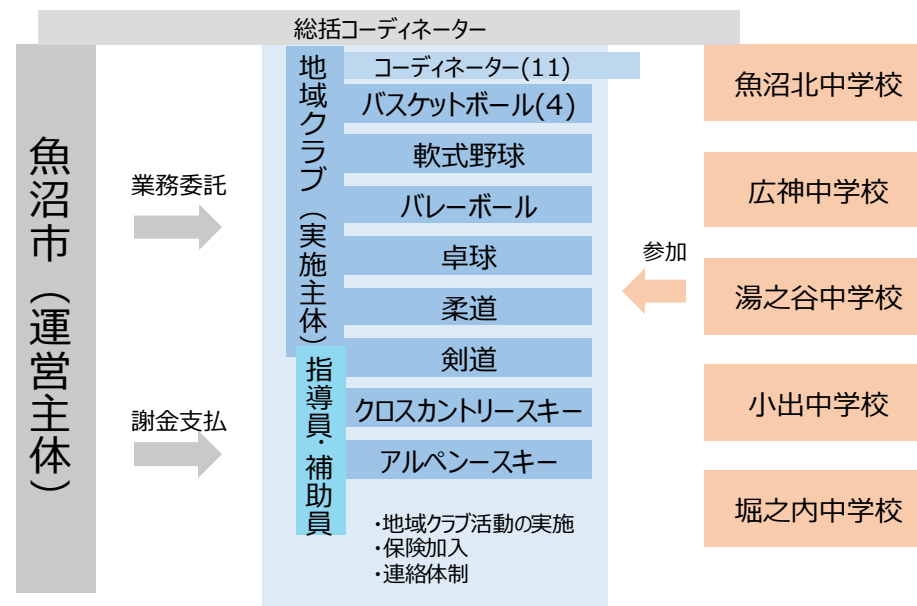 総括コーディネーター
魚沼市（運営主体）
業務委託
謝金支払
地域クラブ（実施主体）
指導員・補助員
コーディネーター(11)
バスケットボール(4)
軟式野球
バレーボール
卓球
柔道
剣道
クロスカントリースキー
アルペンースキー
・地域クラブ活動の実施
・保険加入
・連絡体制
参加
魚沼北中学校
広神中学校
湯之谷中学校
小出中学校
堀之内中学校